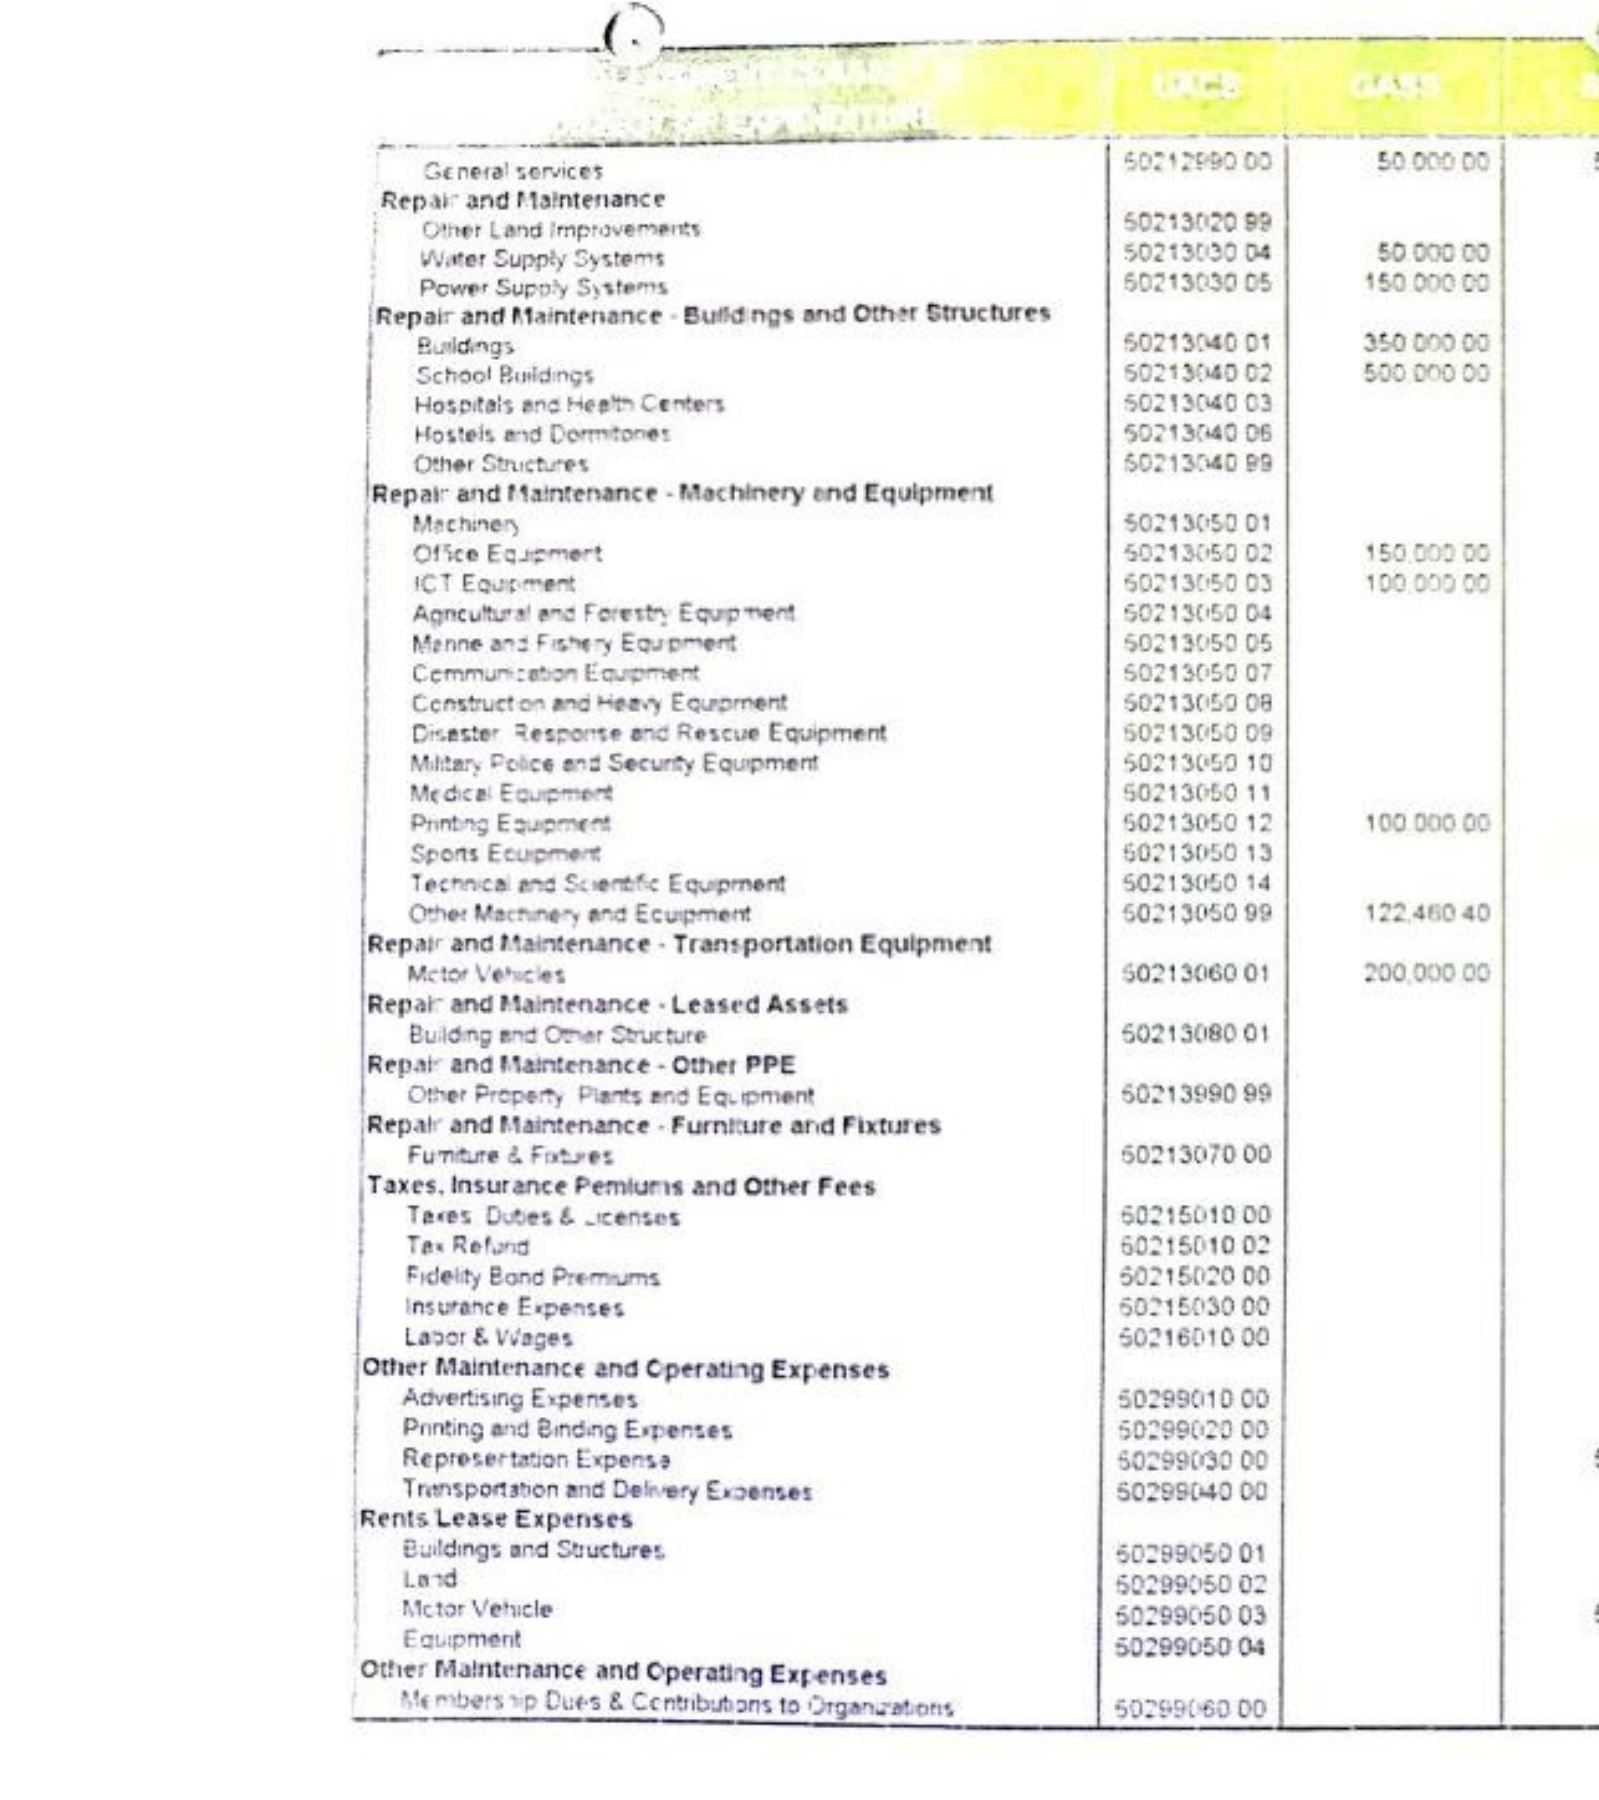 UACS GASS
General services 50212990 00 50,000 00
Repair and Maintenance
Other Land Improvements 50213020 99
Water Supply Systems 50213030 04 50,000 00
Power Supply Systems 50213030 05 150,000 00
Repair and Maintenance - Buildings and Other Structures
Buildings 50213040 01 350,000 00
School Buildings 50213040 02 500,000 00
Hospitals and Health Centers 50213040 03
Hostels and Dormitories 50213040 06
Other Structures 50213040 99
Repair and Maintenance - Machinery and Equipment
Machinery 50213050 01
Office Equipment 50213050 02 150,000 00
ICT Equipment 50213050 03 100,000 00
Agricultural and Forestry Equipment 50213050 04
Marine and Fishery Equipment 50213050 05
Communication Equipment 50213050 07
Construction and Heavy Equipment 50213050 08
Disaster Response and Rescue Equipment 50213050 09
Military Police and Security Equipment 50213050 10
Medical Equipment 50213050 11
Printing Equipment 50213050 12 100,000 00
Sports Equipment 50213050 13
Technical and Scientific Equipment 50213050 14
Other Machinery and Equipment 50213050 99 122,460 40
Repair and Maintenance - Transportation Equipment
Motor Vehicles 50213060 01 200,000 00
Repair and Maintenance - Leased Assets
Building and Other Structure 50213080 01
Repair and Maintenance - Other PPE
Other Property Plants and Equipment 50213990 99
Repair and Maintenance - Furniture and Fixtures
Furniture & Fixtures 50213070 00
Taxes, Insurance Pemiums and Other Fees
Taxes Duties & Licenses 50215010 00
Tax Refund 50215010 02
Fidelity Bond Premiums 50215020 00
Insurance Expenses 50215030 00
Labor & Wages 50216010 00
Other Maintenance and Operating Expenses
Advertising Expenses 50299010 00
Printing and Binding Expenses 50299020 00
Representation Expense 50299030 00
Transportation and Delivery Expenses 50299040 00
Rents Lease Expenses
Buildings and Structures 50299050 01
Land 50299050 02
Motor Vehicle 50299050 03
Equipment 50299050 04
Other Maintenance and Operating Expenses
Membership Dues & Contributions to Organizations 50299060 00